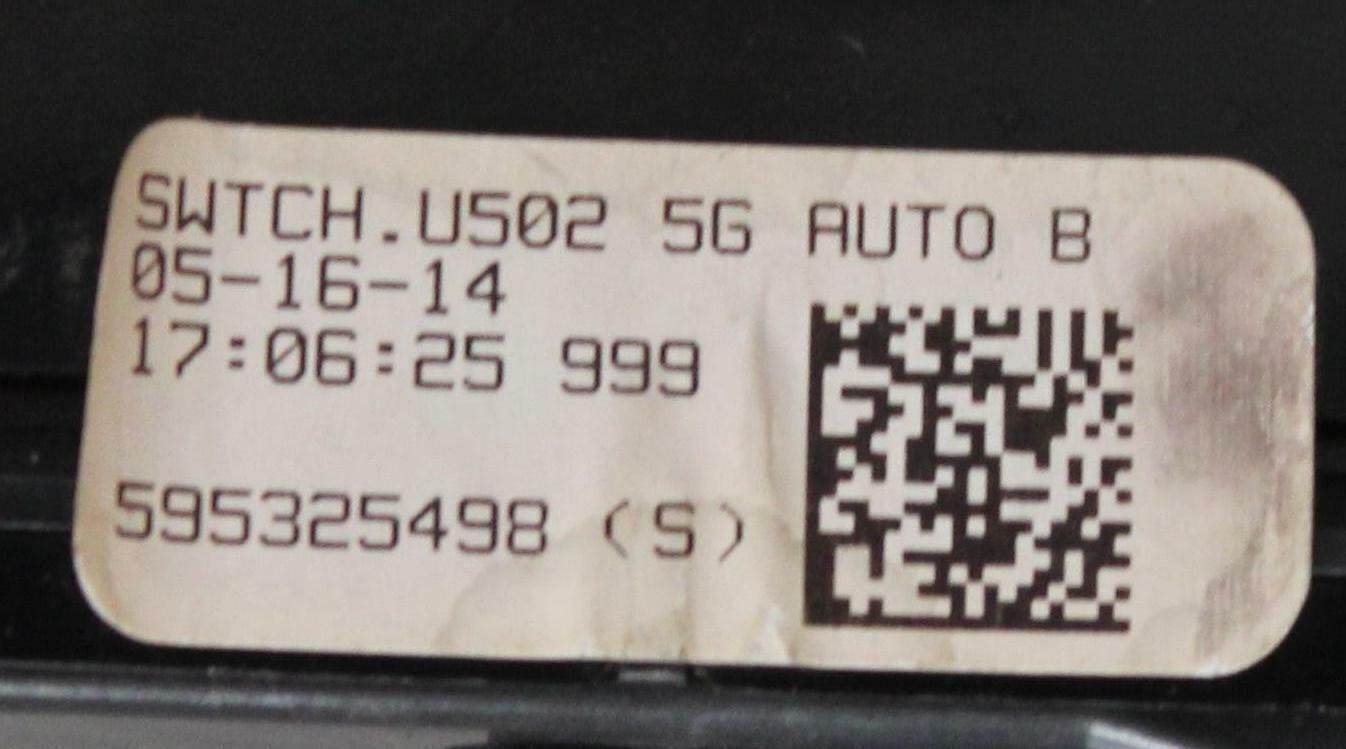 SWTCH.U502 5G AUTO B
05-16-14
17:06:25 999
595325498 (S)